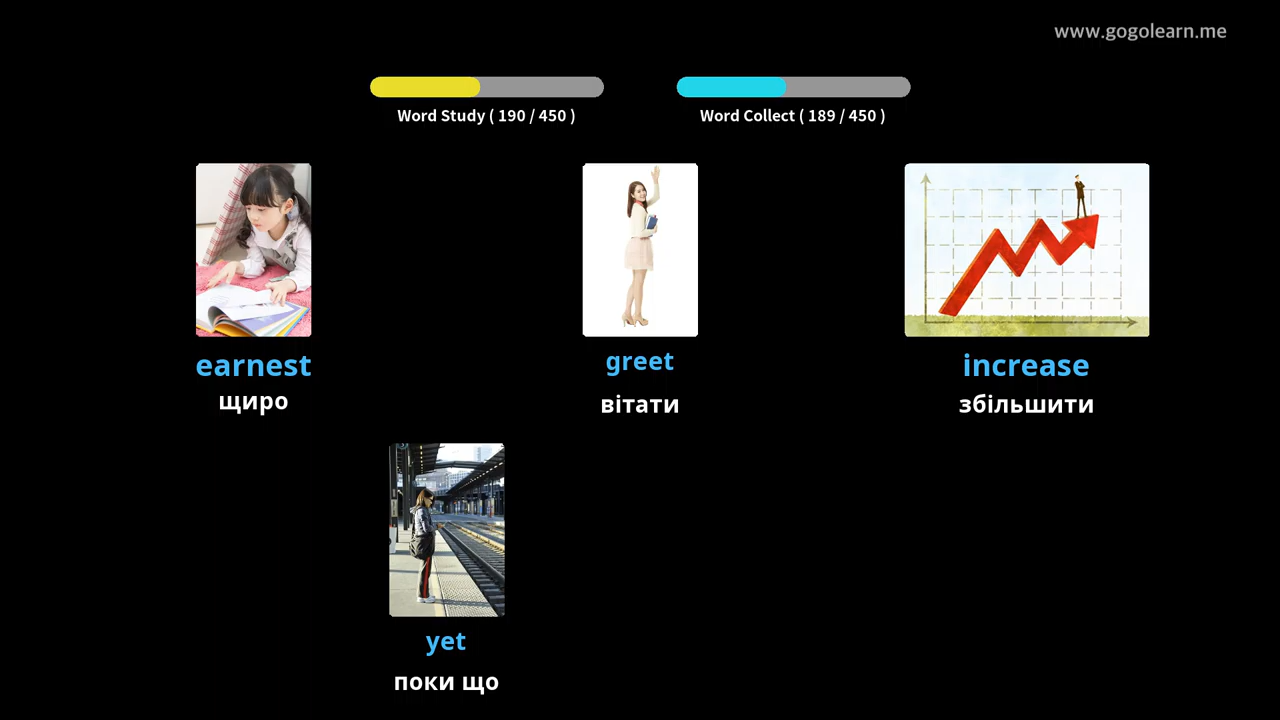 www.gogolearn.me
Word Study ( 190 / 450 )
Word Collect ( 189 / 450 )
earnest
щиро
greet
вітати
increase
збільшити
yet
поки що